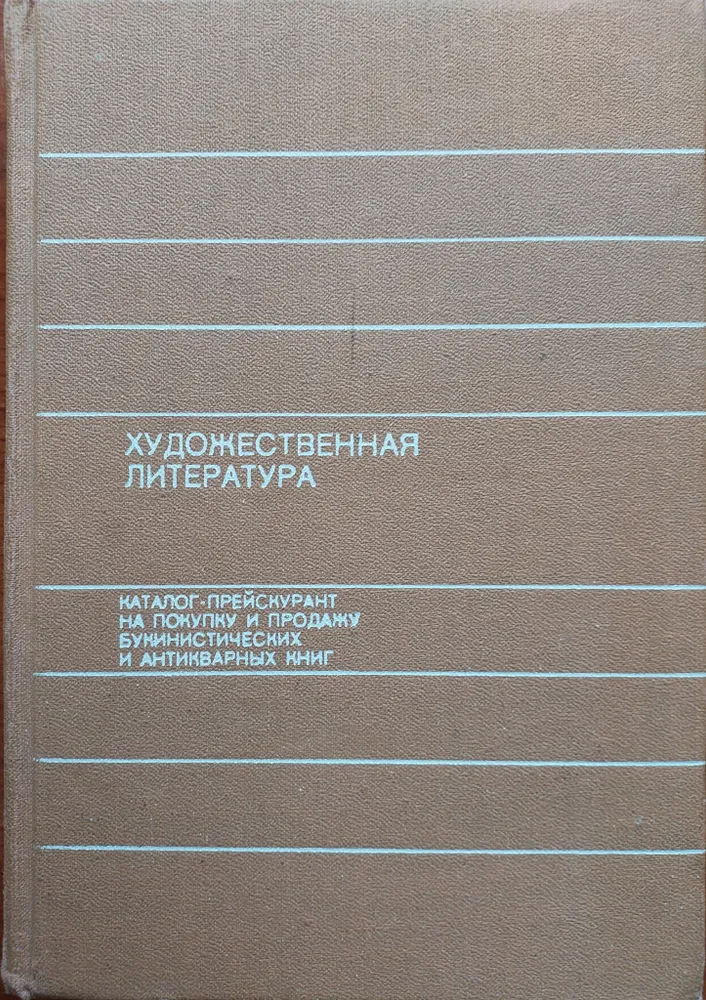 ХУДОЖЕСТВЕННАЯ
ЛИТЕРАТУРА
КАТАЛОГ-ПРЕЙСКУРАНТ
НА ПОКУПКУ И ПРОДАЖУ
БУКИНИСТИЧЕСКИХ
И АНТИКВАРНЫХ КНИГ